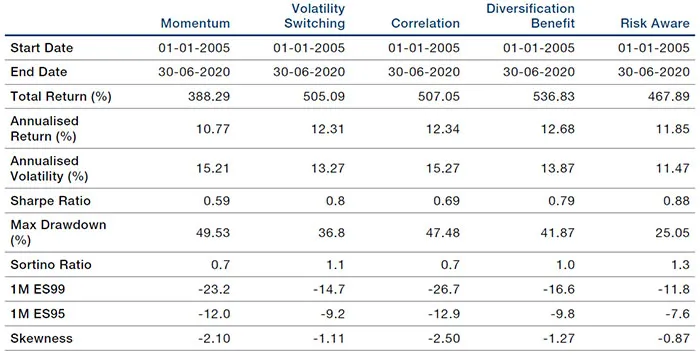 Momentum Volatility Switching Correlation Diversification Benefit Risk Aware
Start Date 01-01-2005 01-01-2005 01-01-2005 01-01-2005 01-01-2005
End Date 30-06-2020 30-06-2020 30-06-2020 30-06-2020 30-06-2020
Total Return (%) 388.29 505.09 507.05 536.83 467.89
Annualised Return (%) 10.77 12.31 12.34 12.68 11.85
Annualised Volatility (%) 15.21 13.27 15.27 13.87 11.47
Sharpe Ratio 0.59 0.8 0.69 0.79 0.88
Max Drawdown (%) 49.53 36.8 47.48 41.87 25.05
Sortino Ratio 0.7 1.1 0.7 1.0 1.3
1M ES99 -23.2 -14.7 -26.7 -16.6 -11.8
1M ES95 -12.0 -9.2 -12.9 -9.8 -7.6
Skewness -2.10 -1.11 -2.50 -1.27 -0.87